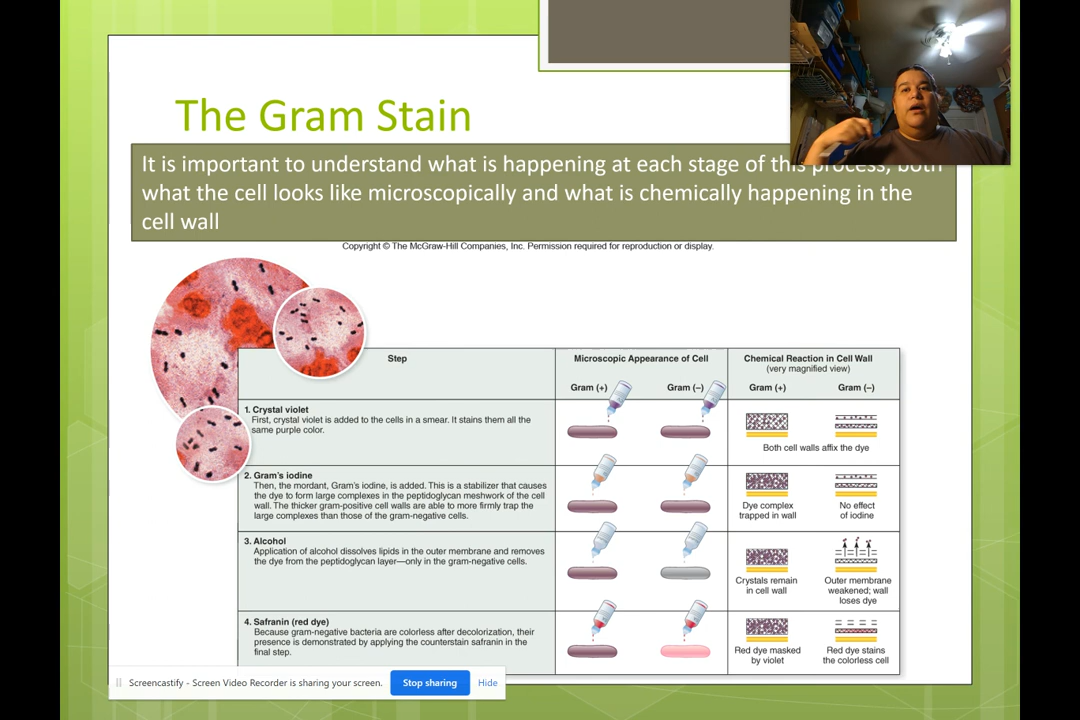 The Gram Stain
It is important to understand what is happening at each stage of this process, both
what the cell looks like microscopically and what is chemically happening in the
cell wall
Copyright © The McGraw-Hill Companies, Inc. Permission required for reproduction or display.
Step
Microscopic Appearance of Cell
Chemical Reaction in Cell Wall
(very magnified view)
Gram (+)
Gram (–)
Gram (+)
Gram (–)
1. Crystal violet
First, crystal violet is added to the cells in a smear. It stains them all the
same purple color.
Both cell walls affix the dye
2. Gram's iodine
Then, the mordant, Gram's iodine, is added. This is a stabilizer that causes
the dye to form large complexes in the peptidoglycan meshwork of the cell
wall. The thicker gram-positive cell walls are able to more firmly trap the
large complexes than those of the gram-negative cells.
Dye complex
trapped in wall
No effect
of iodine
3. Alcohol
Application of alcohol dissolves lipids in the outer membrane and removes
the dye from the peptidoglycan layer—only in the gram-negative cells.
Crystals remain
in cell wall
Outer membrane
weakened; wall
loses dye
4. Safranin (red dye)
Because gram-negative bacteria are colorless after decolorization, their
presence is demonstrated by applying the counterstain safranin in the
final step.
Red dye masked
by violet
Red dye stains
the colorless cell
Screencastify - Screen Video Recorder is sharing your screen.
Stop sharing
Hide